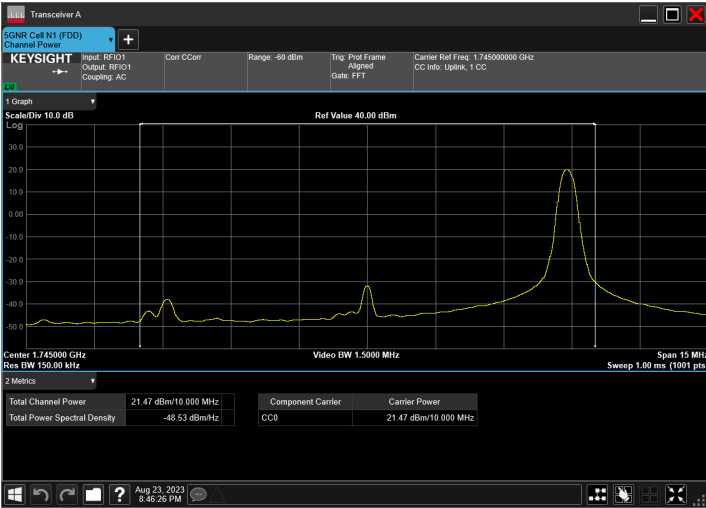 Transceiver A
5GNR Cell N1 (FDD)
Channel Power
KEYSIGHT
LXI
Input: RFIO1
Output: RFIO1
Coupling: AC
Corr CCorr
Range: -60 dBm
Trig: Prot Frame
Aligned
Gate: FFT
Carrier Ref Freq: 1.745000000 GHz
CC Info: Uplink, 1 CC
1 Graph
Scale/Div 10.0 dB
Ref Value 40.00 dBm
Log
30.0
20.0
10.0
0.00
-10.0
-20.0
-30.0
-40.0
-50.0
Center 1.745000 GHz
Video BW 1.5000 MHz
Span 15 MHz
Res BW 150.00 kHz
Sweep 1.00 ms (1001 pts
2 Metrics
Total Channel Power 21.47 dBm/10.000 MHz
Total Power Spectral Density -48.53 dBm/Hz
Component Carrier Carrier Power
CC0 21.47 dBm/10.000 MHz
?
Aug 23, 2023
8:46:26 PM